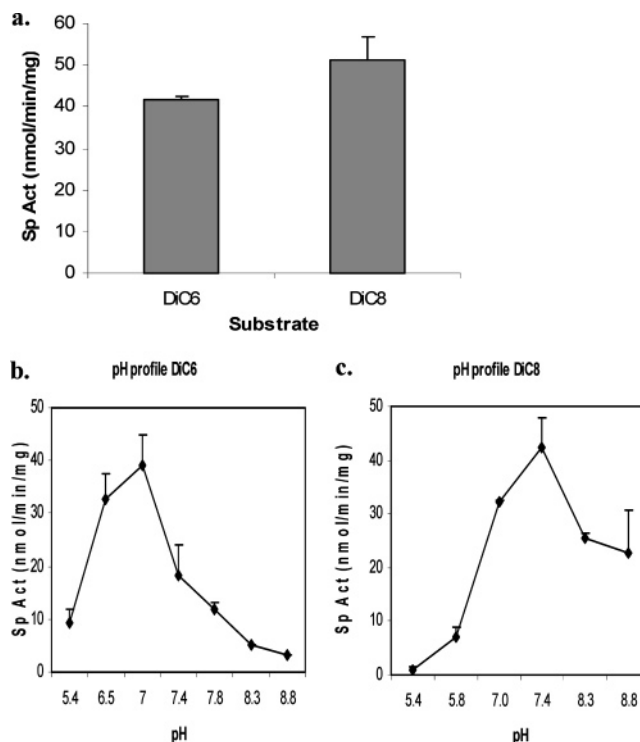 a.
60
50
40
30
20
10
0
Sp Act (nmol/min/mg)
DiC6 DiC8
Substrate
b.
pH profile DiC6
50
40
30
20
10
0
Sp Act (nmol/min/mg)
5.4 6.5 7 7.4 7.8 8.3 8.8
pH
c.
pH profile DiC8
50
40
30
20
10
0
Sp Act (nmol/min/mg)
5.4 5.8 7.0 7.4 8.3 8.8
pH